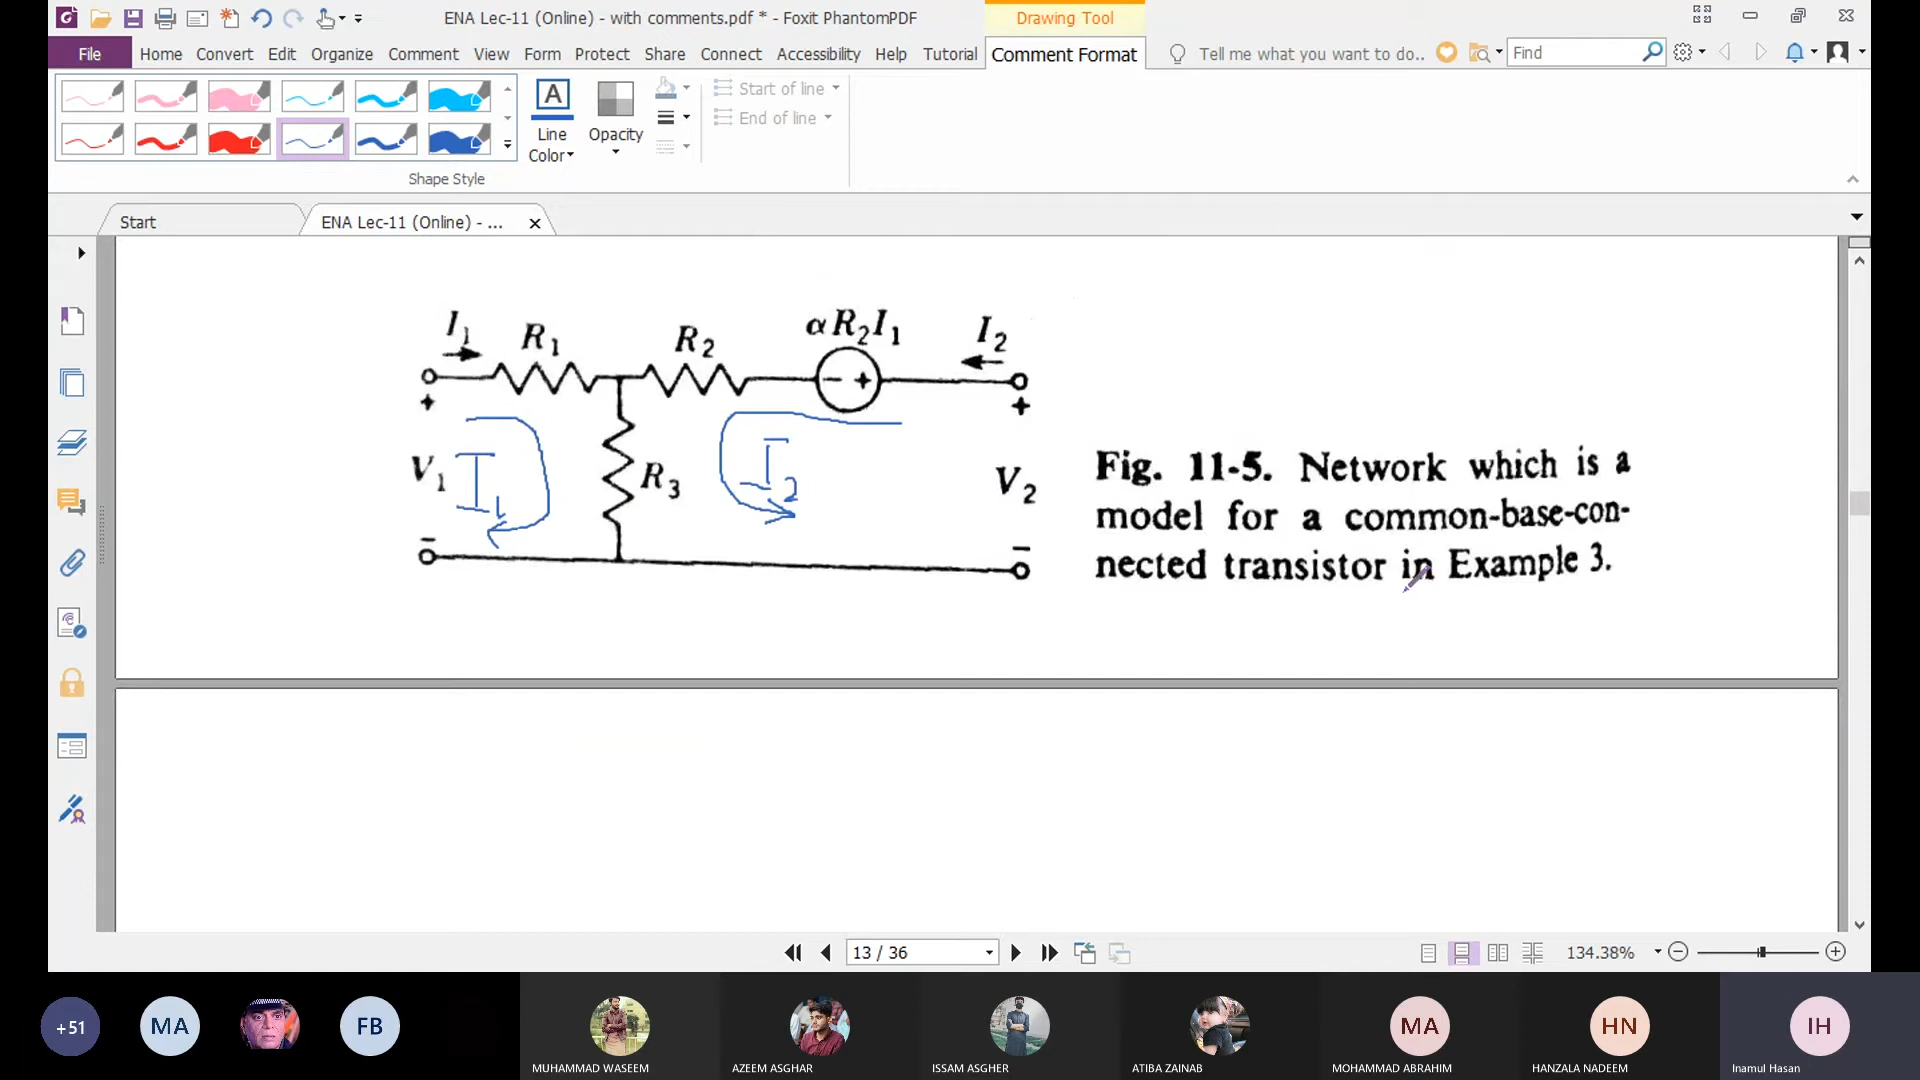 ENA Lec-11 (Online) - with comments.pdf * - Foxit PhantomPDF
Drawing Tool
File Home Convert Edit Organize Comment View Form Protect Share Connect Accessibility Help Tutorial Comment Format Tell me what you want to do.. Find
Line
Color
Opacity
Start of line
End of line
Shape Style
Start
ENA Lec-11 (Online) - ...
I1 R1 R2 αR2I1 I2
+ - + +
V1 I1 R3 I2 V2
- -
Fig. 11-5. Network which is a
model for a common-base-con-
nected transistor in Example 3.
13 / 36
134.38%
+51 MA FB MA HN IH
MUHAMMAD WASEEM AZEEM ASGHAR ISSAM ASGHER ATIBA ZAINAB MOHAMMAD ABRAHIM HANZALA NADEEM Inamul Hasan